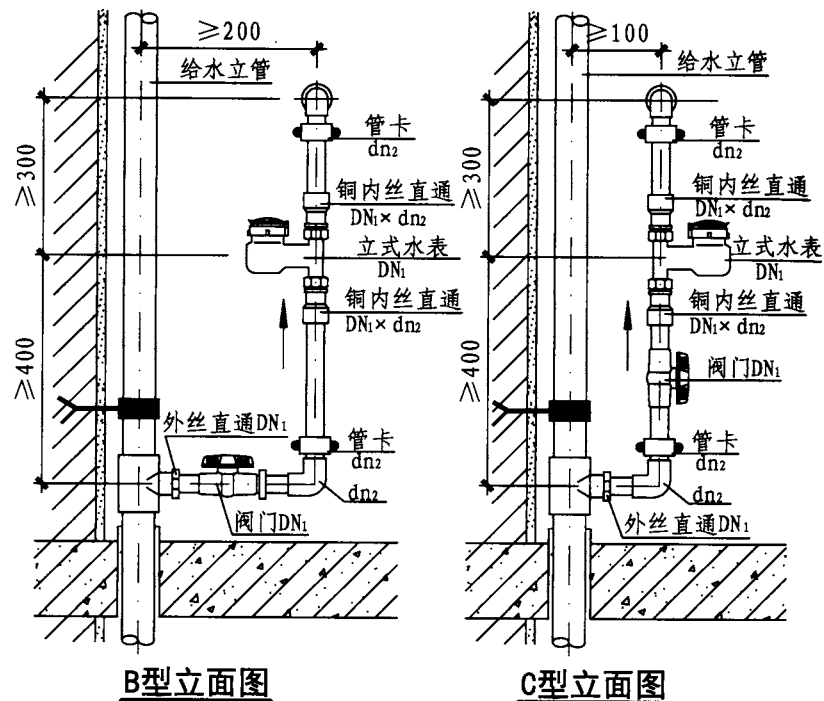 ≥200
给水立管
管卡
dn₂
≥300
铜内丝直通
DN₁×dn₂
立式水表
DN₁
铜内丝直通
DN₁×dn₂
≥400
外丝直通DN₁
管卡
dn₂
dn₂
阀门DN₁
B型立面图
≥100
给水立管
管卡
dn₂
≥300
铜内丝直通
DN₁×dn₂
立式水表
DN₁
铜内丝直通
DN₁×dn₂
≥400
阀门DN₁
管卡
dn₂
dn₂
外丝直通DN₁
C型立面图